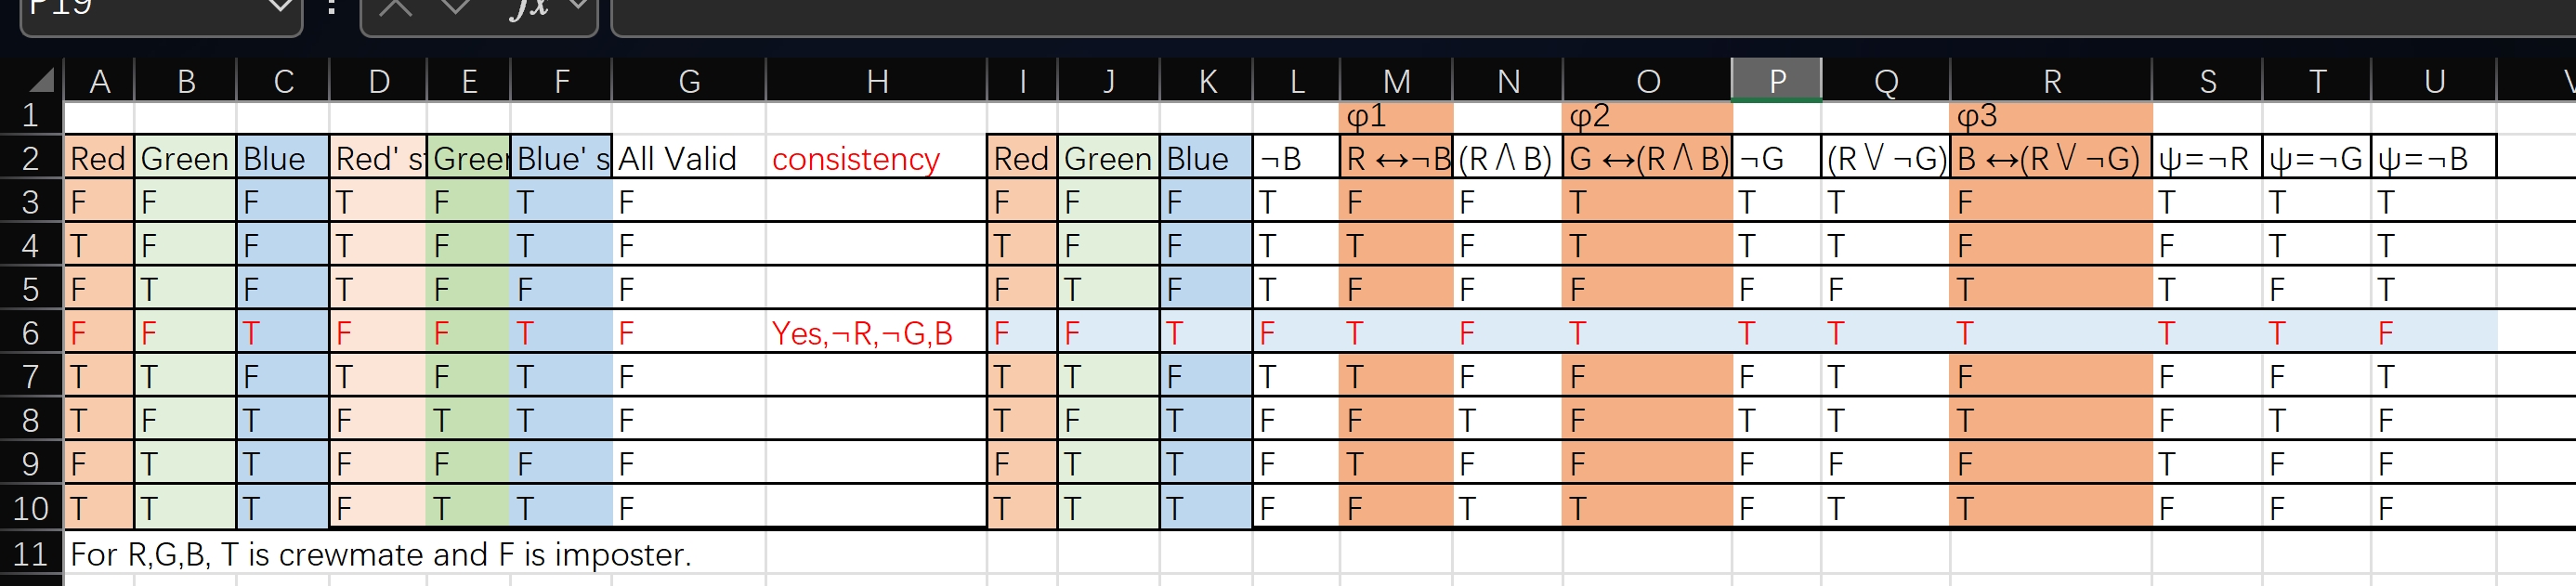 P19 fx
A B C D E F G H I J K L M N O P Q R S T U
1 φ1 φ2 φ3
2 Red Green Blue Red' s Green Blue' s All Valid consistency Red Green Blue ¬B R ↔¬B (R ∧ B) G ↔(R ∧ B) ¬G (R ∨ ¬G) B ↔(R ∨ ¬G) ψ=¬R ψ=¬G ψ=¬B
3 F F F T F T F F F F T F F T T T F T T T
4 T F F T F T F T F F T T F T T T F F T T
5 F T F T F F F F T F T F F F F F T T F T
6 F F T F F T F Yes,¬R,¬G,B F F T F T F T T T T T T F
7 T T F T F T F T T F T T F F F T F F F T
8 T F T F T T F T F T F F T F T T T F T F
9 F T T F F F F F T T F T F F F F F T F F
10 T T T F T T F T T T F F T T F T T F F F
11 For R,G,B, T is crewmate and F is imposter.